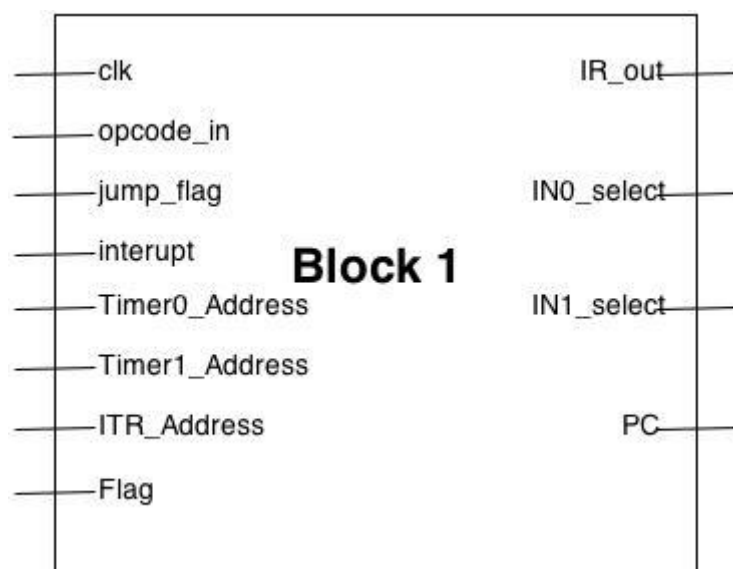 clk
IR_out
opcode_in
jump_flag
IN0_select
interupt
Block 1
Timer0_Address
IN1_select
Timer1_Address
ITR_Address
PC
Flag